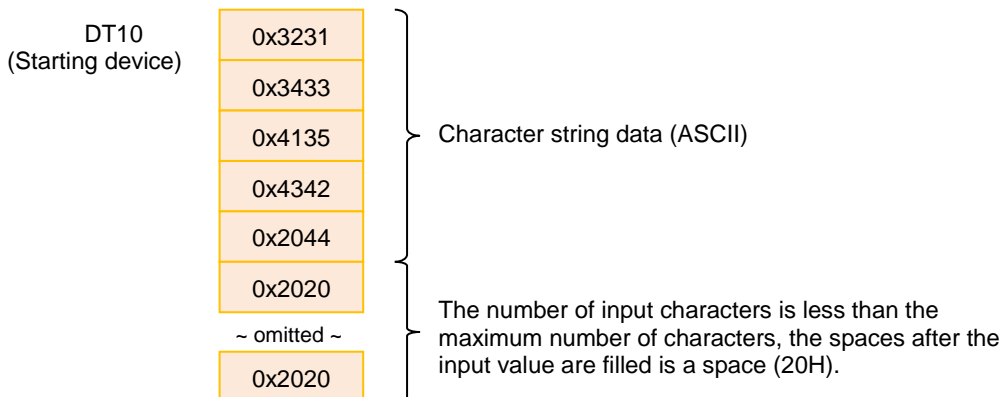 DT10
(Starting device)
0x3231
0x3433
0x4135
0x4342
0x2044
0x2020
~ omitted ~
0x2020
Character string data (ASCII)
The number of input characters is less than the
maximum number of characters, the spaces after the
input value are filled is a space (20H).